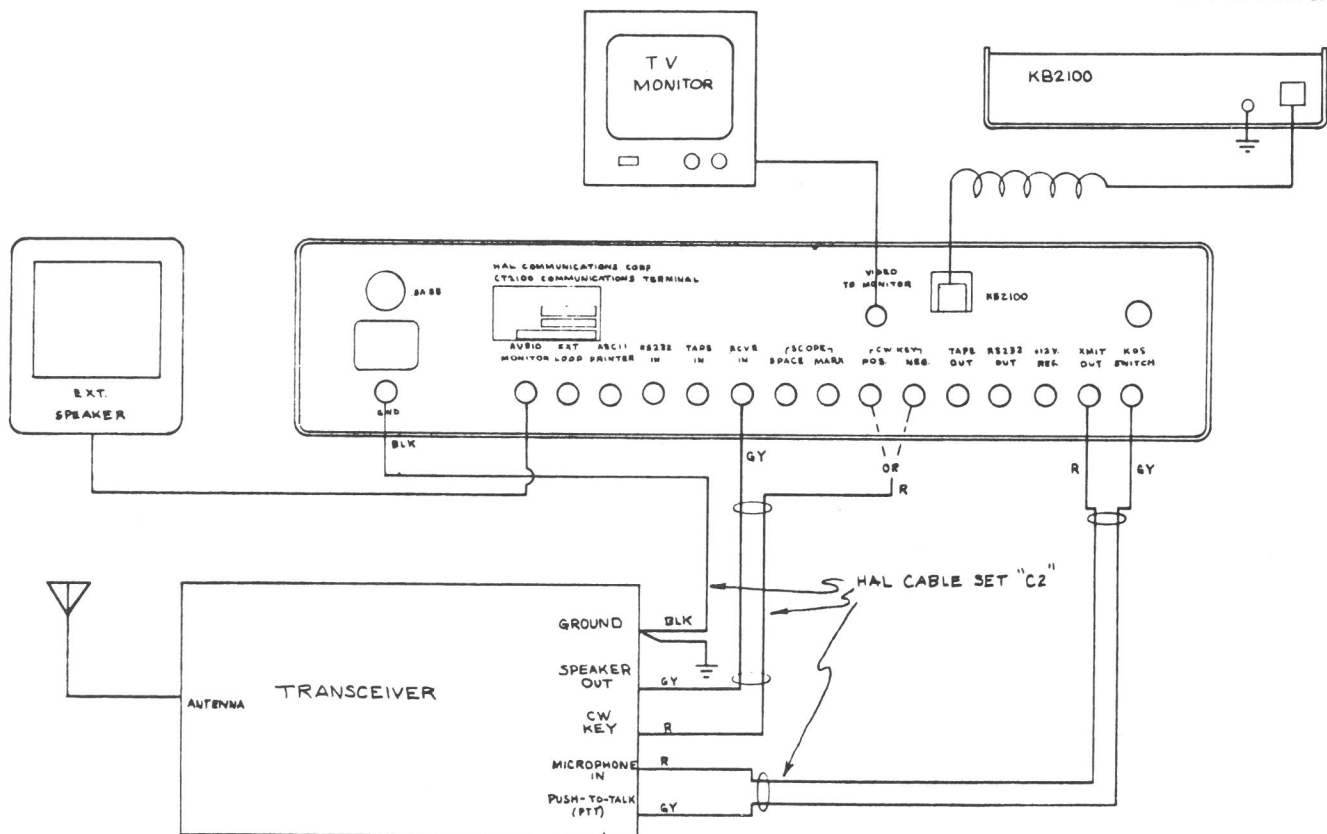 TV
MONITOR
KB2100
HAL COMMUNICATIONS CORP
CT2100 COMMUNICATIONS TERMINAL
VIDEO
TO MONITOR
KB2100
AUDIO
MONITOR
EXT
LOOP
ASCII
PRINTER
RS232
IN
TAPE
IN
RCVR
IN
SCOPE
SPACE
MARK
CW KEY
POS.
NEG.
TAPE
OUT
RS232
OUT
+12V.
REG.
XMIT
OUT
KOS
SWITCH
EXT.
SPEAKER
GND
BLK
GY
OR
R
R
GY
HAL CABLE SET "C2"
GROUND
BLK
SPEAKER
OUT
GY
TRANSCEIVER
ANTENNA
CW
KEY
R
MICROPHONE
IN
R
PUSH-TO-TALK
(PTT)
GY